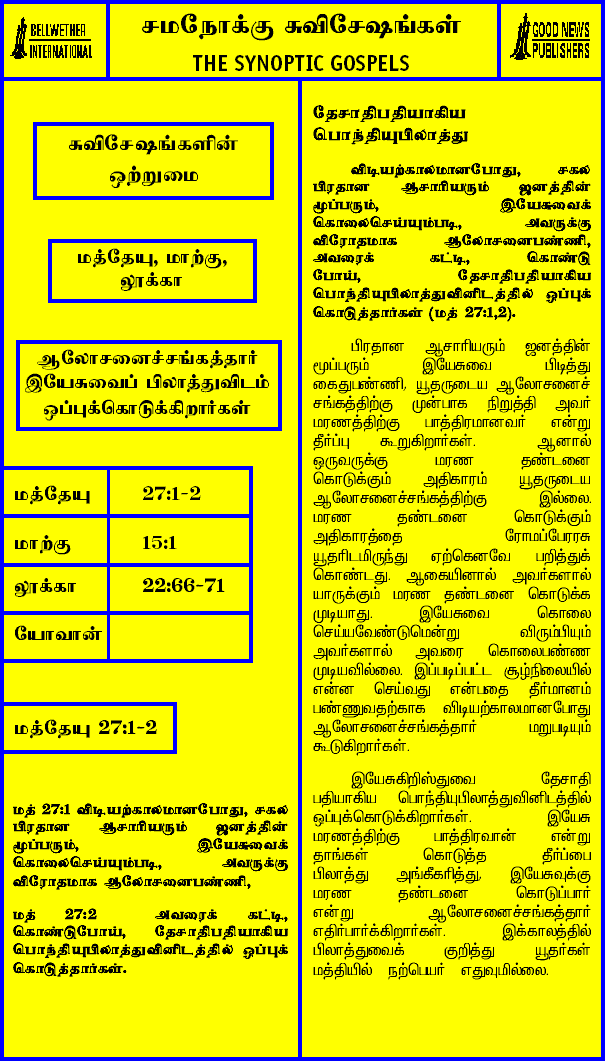 BELLWETHER
INTERNATIONAL
சமநோக்கு சுவிசேஷங்கள்
THE SYNOPTIC GOSPELS
GOOD NEWS
PUBLISHERS
சுவிசேஷங்களின்
ஒற்றுமை
மத்தேயு, மாற்கு,
லூக்கா
ஆலோசனைச்சங்கத்தார்
இயேசுவைப் பிலாத்துவிடம்
ஒப்புக்கொடுக்கிறார்கள்
மத்தேயு 27:1-2
மாற்கு 15:1
லூக்கா 22:66-71
யோவான்
மத்தேயு 27:1-2
மத் 27:1 விடியற்காலமானபோது, சகல
பிரதான ஆசாரியரும் ஜனத்தின்
மூப்பரும், இயேசுவைக்
கொலைசெய்யும்படி, அவருக்கு
விரோதமாக ஆலோசனைபண்ணி,
மத் 27:2 அவரைக் கட்டி,
கொண்டுபோய், தேசாதிபதியாகிய
பொந்தியுபிலாத்துவினிடத்தில் ஒப்புக்
கொடுத்தார்கள்.
தேசாதிபதியாகிய
பொந்தியுபிலாத்து
விடியற்காலமானபோது, சகல
பிரதான ஆசாரியரும் ஜனத்தின்
மூப்பரும், இயேசுவைக்
கொலைசெய்யும்படி, அவருக்கு
விரோதமாக ஆலோசனைபண்ணி,
அவரைக் கட்டி, கொண்டு
போய், தேசாதிபதியாகிய
பொந்தியுபிலாத்துவினிடத்தில் ஒப்புக்
கொடுத்தார்கள் (மத் 27:1,2).
பிரதான ஆசாரியரும் ஜனத்தின்
மூப்பரும் இயேசுவை பிடித்து
கைதுபண்ணி, யூதருடைய ஆலோசனைச்
சங்கத்திற்கு முன்பாக நிறுத்தி அவர்
மரணத்திற்கு பாத்திரமானவர் என்று
தீர்ப்பு கூறுகிறார்கள். ஆனால்
ஒருவருக்கு மரண தண்டனை
கொடுக்கும் அதிகாரம் யூதருடைய
ஆலோசனைச்சங்கத்திற்கு இல்லை.
மரண தண்டனை கொடுக்கும்
அதிகாரத்தை ரோமப்பேரரசு
யூதரிடமிருந்து ஏற்கெனவே பறித்துக்
கொண்டது. ஆகையினால் அவர்களால்
யாருக்கும் மரண தண்டனை கொடுக்க
முடியாது. இயேசுவை கொலை
செய்யவேண்டுமென்று விரும்பியும்
அவர்களால் அவரை கொலைபண்ண
முடியவில்லை. இப்படிப்பட்ட சூழ்நிலையில்
என்ன செய்வது என்பதை தீர்மானம்
பண்ணுவதற்காக விடியற்காலமானபோது
ஆலோசனைச்சங்கத்தார் மறுபடியும்
கூடுகிறார்கள்.
இயேசுகிறிஸ்துவை தேசாதி
பதியாகிய பொந்தியுபிலாத்துவினிடத்தில்
ஒப்புக்கொடுக்கிறார்கள். இயேசு
மரணத்திற்கு பாத்திரவான் என்று
தாங்கள் கொடுத்த தீர்ப்பை
பிலாத்து அங்கீகரித்து, இயேசுவுக்கு
மரண தண்டனை கொடுப்பார்
என்று ஆலோசனைச்சங்கத்தார்
எதிர்பார்க்கிறார்கள். இக்காலத்தில்
பிலாத்துவைக் குறித்து யூதர்கள்
மத்தியில் நற்பெயர் எதுவுமில்லை.